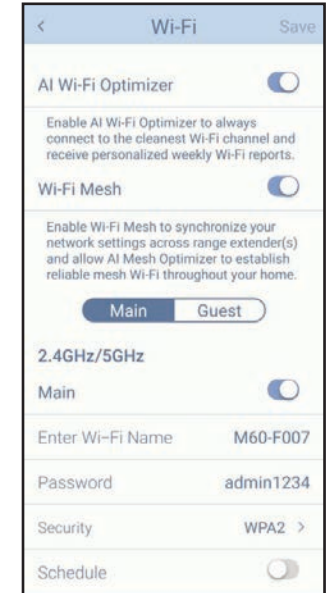 < Wi-Fi Save
AI Wi-Fi Optimizer
Enable AI Wi-Fi Optimizer to always
connect to the cleanest Wi-Fi channel and
receive personalized weekly Wi-Fi reports.
Wi-Fi Mesh
Enable Wi-Fi Mesh to synchronize your
network settings across range extender(s)
and allow AI Mesh Optimizer to establish
reliable mesh Wi-Fi throughout your home.
Main Guest
2.4GHz/5GHz
Main
Enter Wi-Fi Name M60-F007
Password admin1234
Security WPA2 >
Schedule